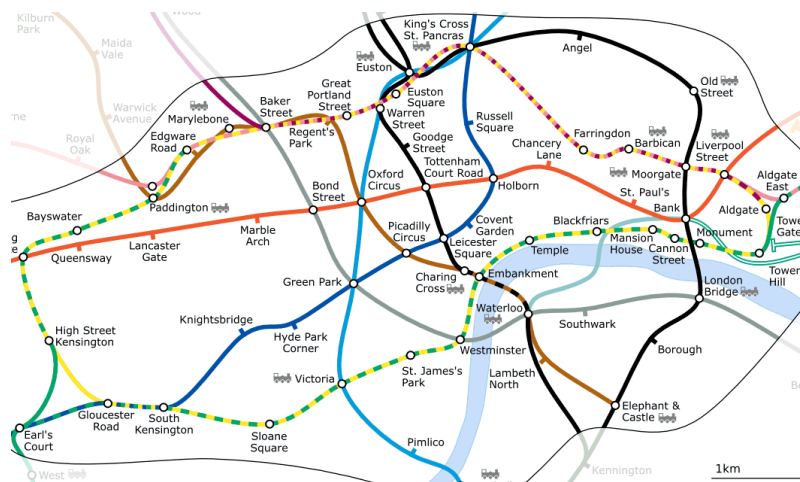 Kilburn
Park
Wood
Maida
Vale
King's Cross
St. Pancras
Angel
Euston
Old
Street
Great
Portland
Street
Euston
Square
Baker
Street
Warwick
Avenue
Marylebone
Warren
Street
Russell
Square
ne
Edgware
Road
Regent's
Park
Goodge
Street
Farringdon
Barbican
Liverpool
Street
Royal
Oak
Chancery
Lane
Tottenham
Court Road
Moorgate
Aldgate
East
Oxford
Circus
Bond
Street
Holborn
St. Paul's
Paddington
Bank
Aldgate
Bayswater
Covent
Garden
Blackfriars
Towe
Gate
Marble
Arch
Picadilly
Circus
Leicester
Square
Mansion
House
Monument
g
e
Queensway
Lancaster
Gate
Temple
Cannon
Street
Charing
Cross
Embankment
Tower
Hill
Green Park
London
Bridge
Waterloo
Knightsbridge
Southwark
High Street
Kensington
Hyde Park
Corner
Westminster
Borough
St. James's
Park
Lambeth
North
Be
Victoria
Gloucester
Road
South
Kensington
Elephant &
Castle
Earl's
Court
Sloane
Square
Pimlico
West
Kennington
1km